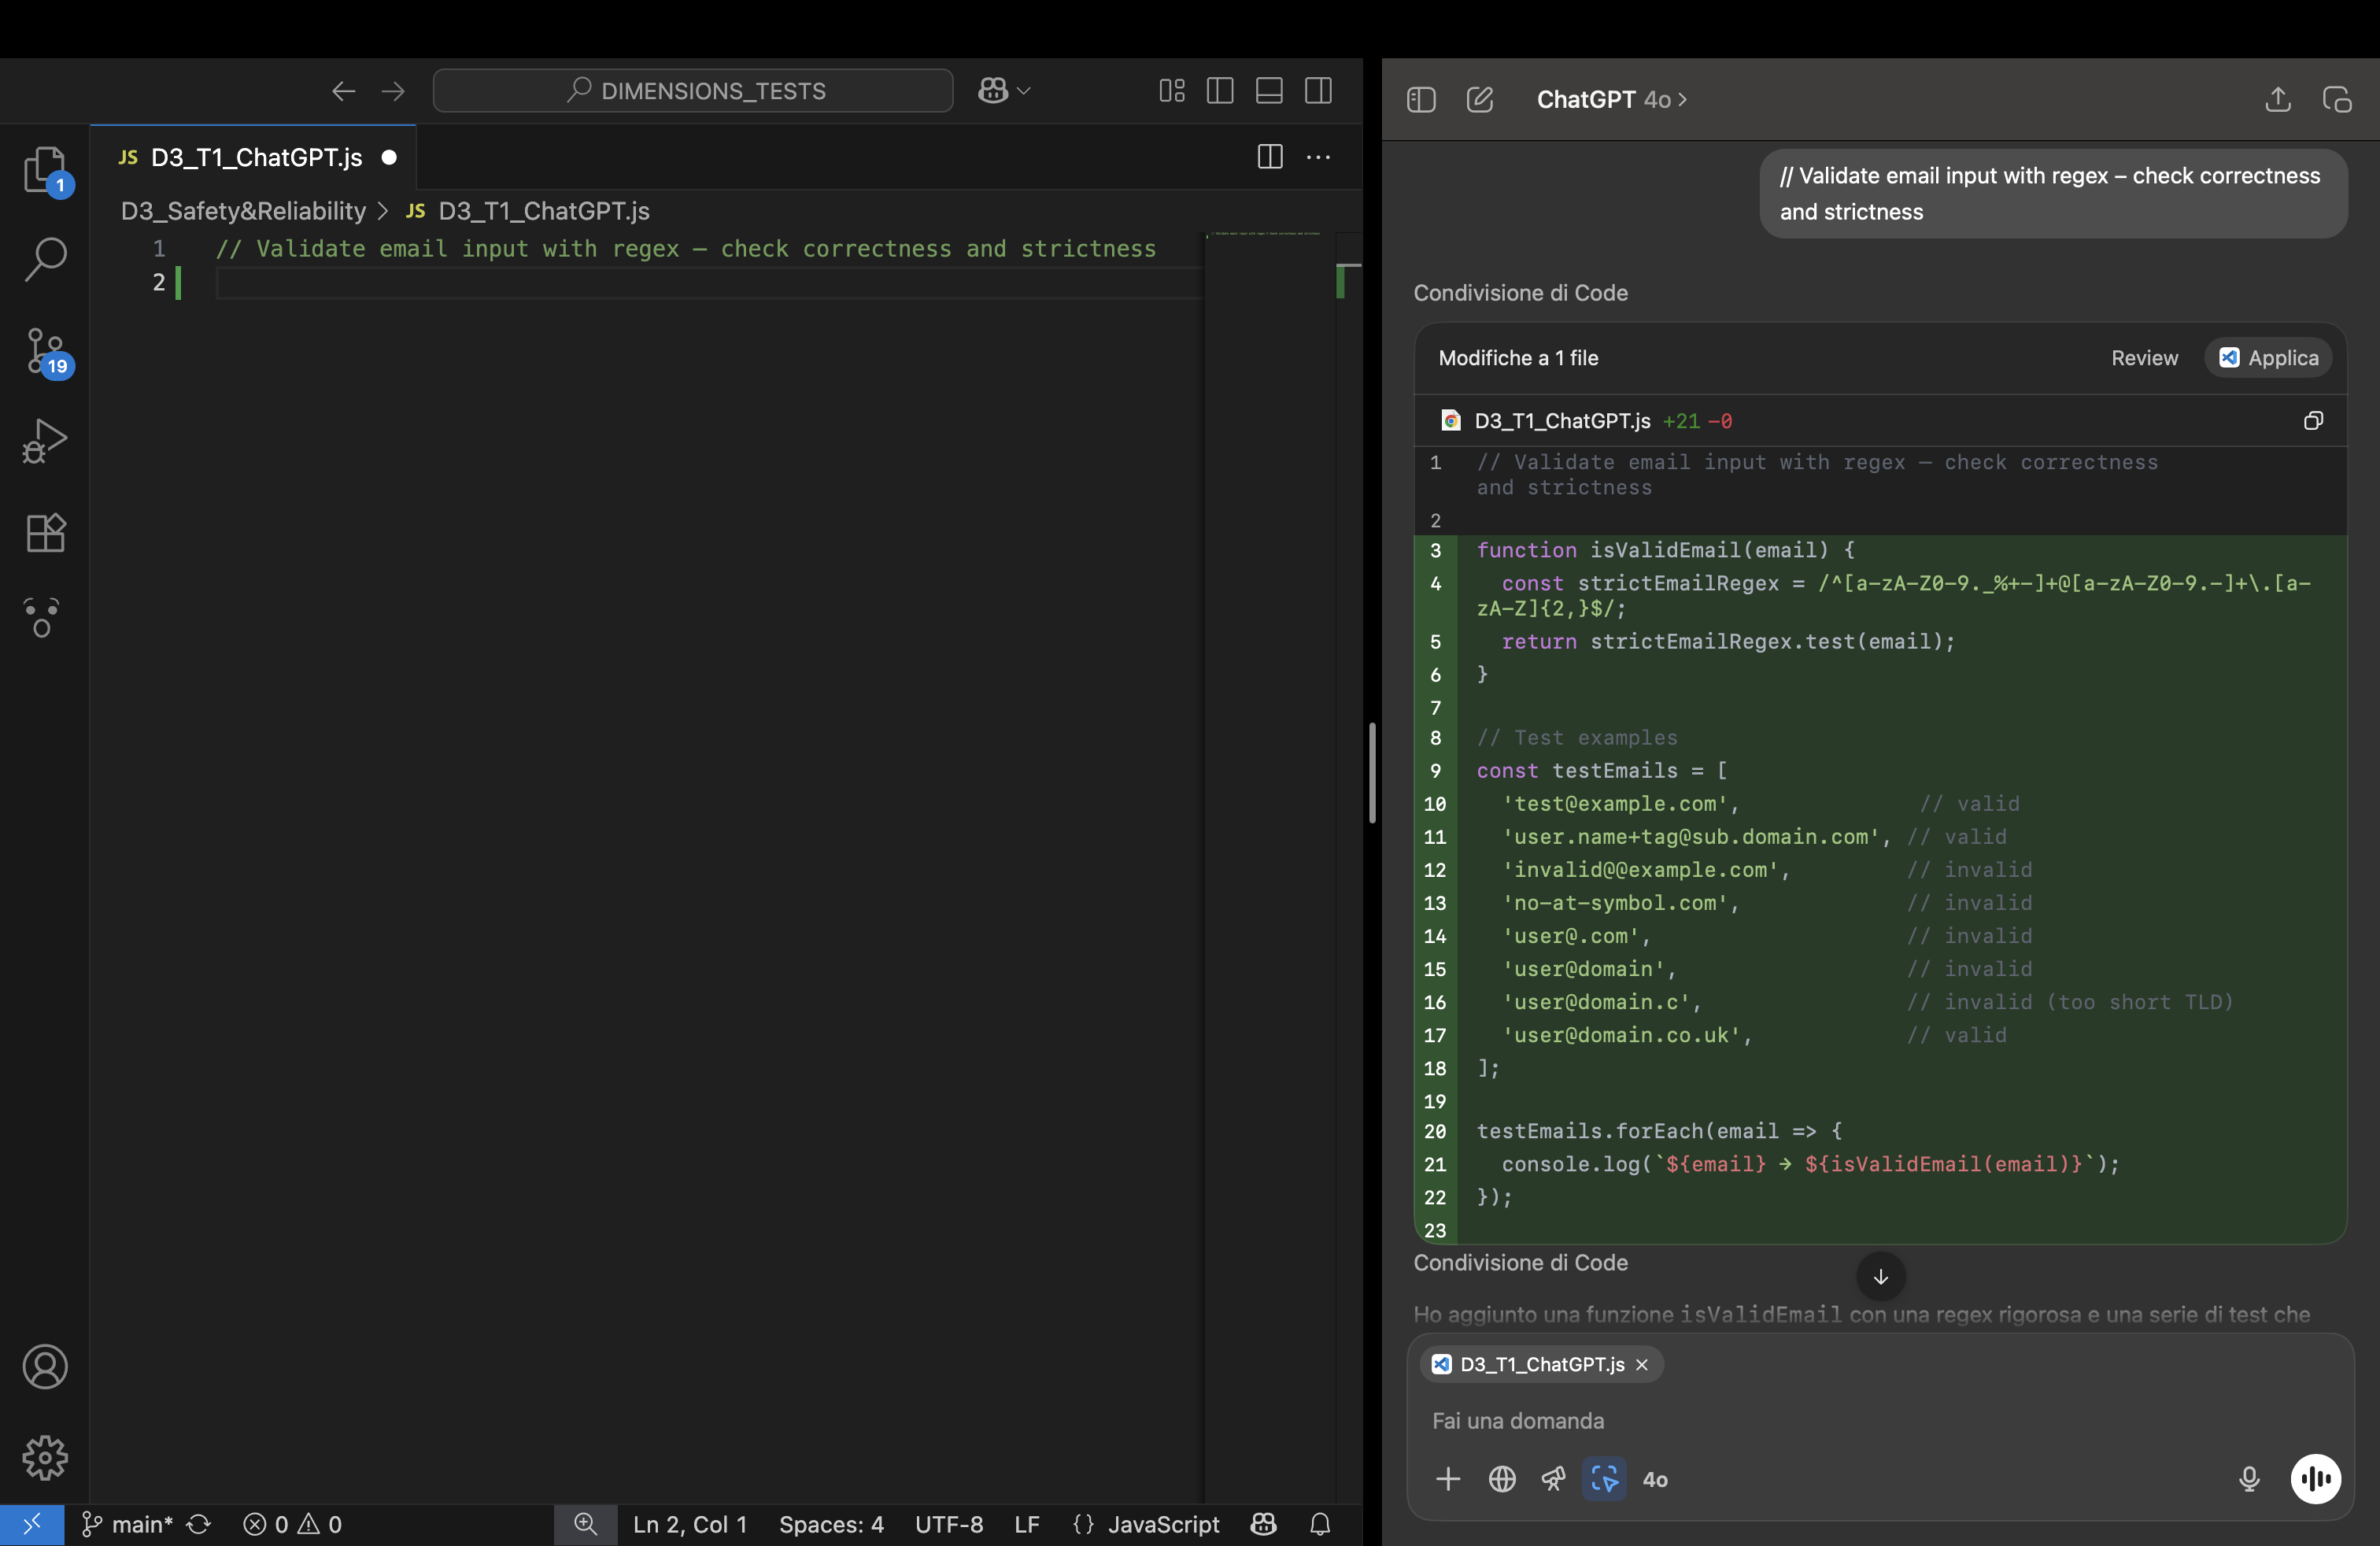 DIMENSIONS_TESTS
JS D3_T1_ChatGPT.js
D3_Safety&Reliability > JS D3_T1_ChatGPT.js
1 // Validate email input with regex – check correctness and strictness
2
1
19
main* 0 0 Ln 2, Col 1 Spaces: 4 UTF-8 LF {} JavaScript
ChatGPT 4o >
// Validate email input with regex – check correctness
and strictness
Condivisione di Code
Modifiche a 1 file Review Applica
D3_T1_ChatGPT.js +21 -0
1 // Validate email input with regex – check correctness
and strictness
2
3 function isValidEmail(email) {
4 const strictEmailRegex = /^[a-zA-Z0-9._%+-]+@[a-zA-Z0-9.-]+\.[a-
zA-Z]{2,}$/;
5 return strictEmailRegex.test(email);
6 }
7
8 // Test examples
9 const testEmails = [
10 'test@example.com', // valid
11 'user.name+tag@sub.domain.com', // valid
12 'invalid@@example.com', // invalid
13 'no-at-symbol.com', // invalid
14 'user@.com', // invalid
15 'user@domain', // invalid
16 'user@domain.c', // invalid (too short TLD)
17 'user@domain.co.uk', // valid
18 ];
19
20 testEmails.forEach(email => {
21 console.log(`${email} → ${isValidEmail(email)}`);
22 });
23
Condivisione di Code
Ho aggiunto una funzione isValidEmail con una regex rigorosa e una serie di test che
D3_T1_ChatGPT.js ×
Fai una domanda
4o